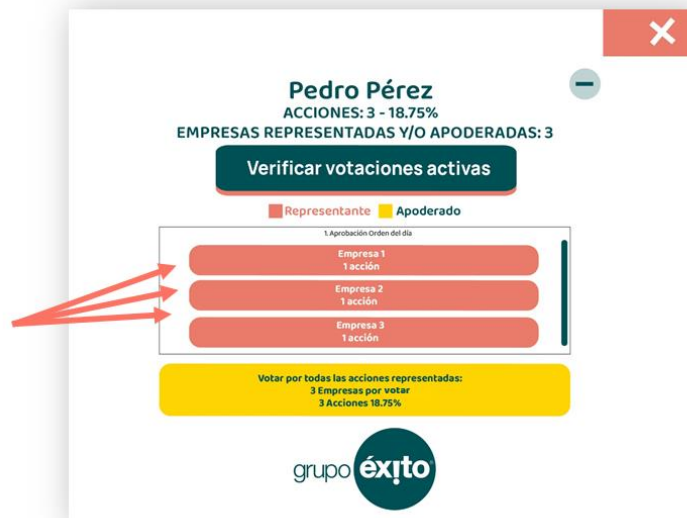 Pedro Pérez
ACCIONES: 3 - 18.75%
EMPRESAS REPRESENTADAS Y/O APODERADAS: 3
Verificar votaciones activas
Representante Apoderado
1. Aprobación Orden del día
Empresa 1
1 acción
Empresa 2
1 acción
Empresa 3
1 acción
Votar por todas las acciones representadas:
3 Empresas por votar
3 Acciones 18.75%
grupo éxito